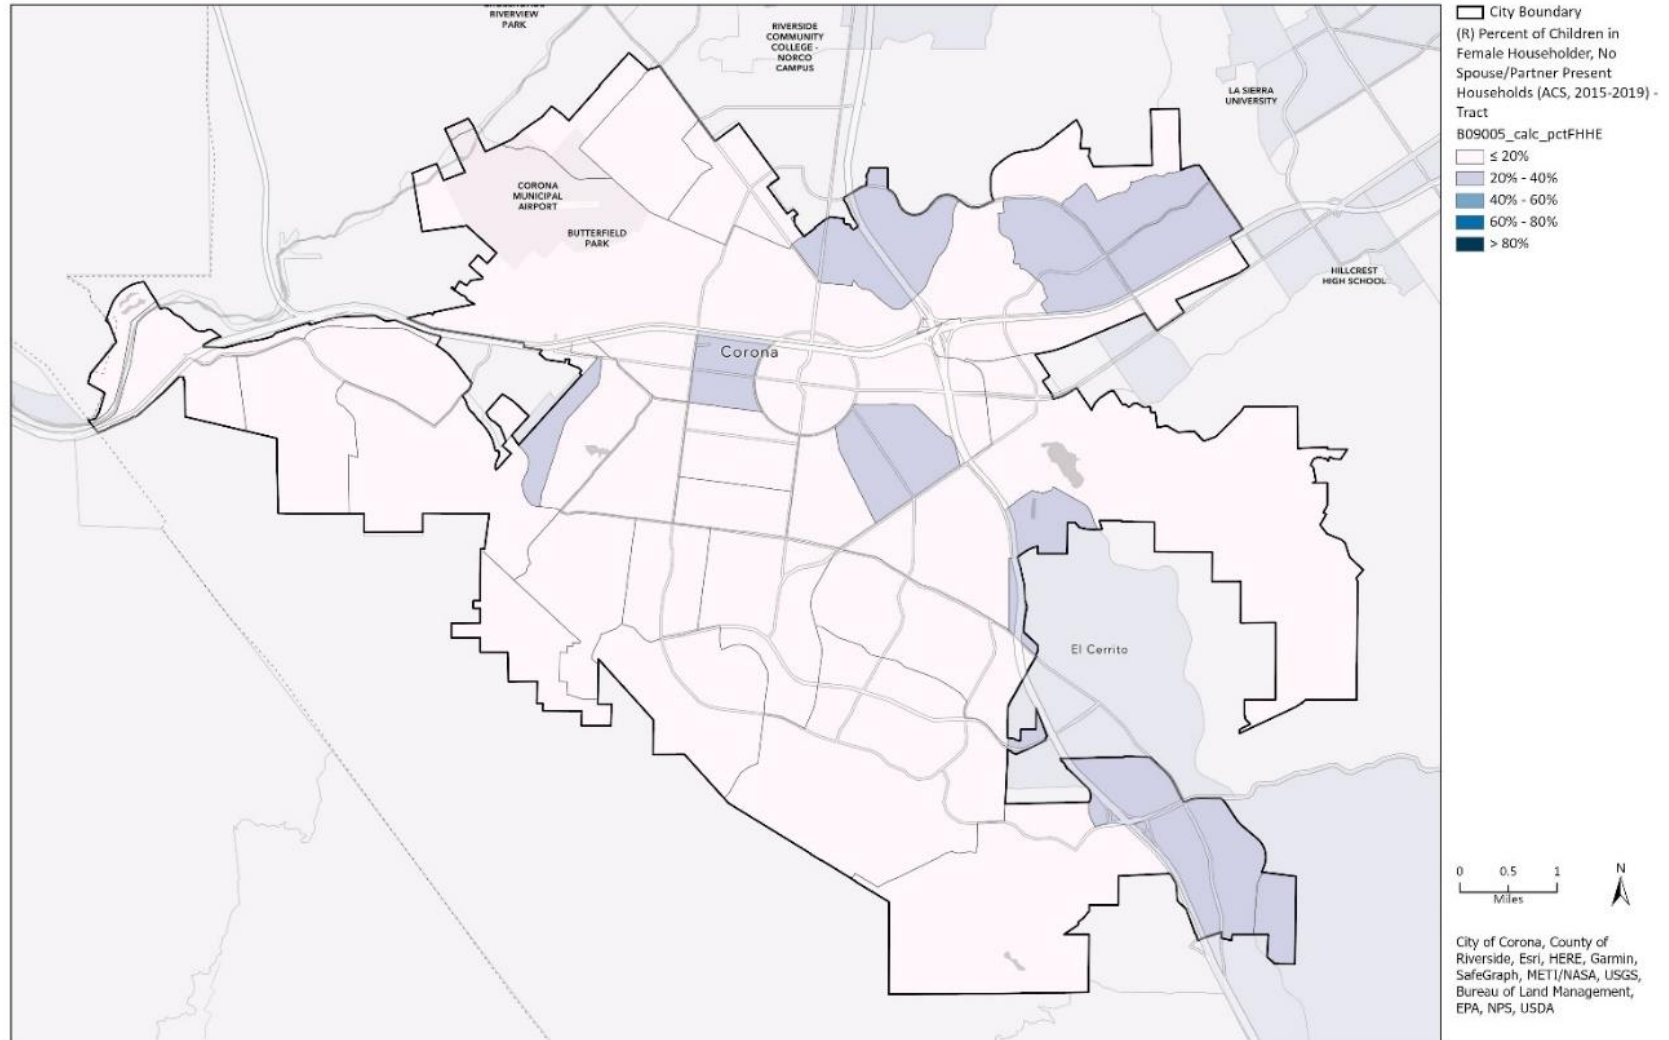 RIVERVIEW
PARK
RIVERSIDE
COMMUNITY
COLLEGE -
NORCO
CAMPUS
LA SIERRA
UNIVERSITY
CORONA
MUNICIPAL
AIRPORT
BUTTERFIELD
PARK
HILLCREST
HIGH SCHOOL
Corona
El Cerrito
City Boundary
(R) Percent of Children in
Female Householder, No
Spouse/Partner Present
Households (ACS, 2015-2019) -
Tract
B09005_calc_pctFHHE
≤ 20%
20% - 40%
40% - 60%
60% - 80%
> 80%
0 0.5 1
Miles
N
City of Corona, County of
Riverside, Esri, HERE, Garmin,
SafeGraph, METI/NASA, USGS,
Bureau of Land Management,
EPA, NPS, USDA